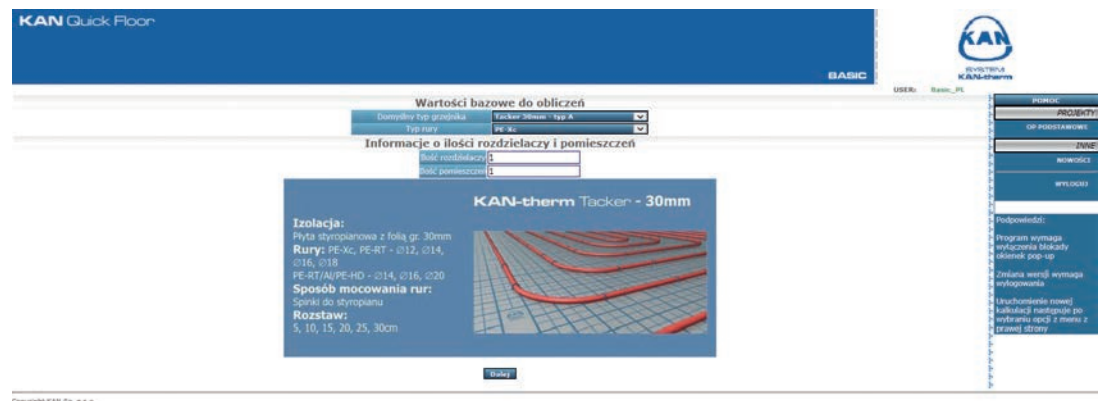 KAN Quick Floor
BASIC
KAN
SYSTEM
KAN-therm
USER: Basic_PL
Wartości bazowe do obliczeń
Domyślny typ grzejnika Tacker 30mm - typ A
Typ rury PE-Xc
Informacje o ilości rozdzielaczy i pomieszczeń
Ilość rozdzielaczy 1
Ilość pomieszczeń 1
KAN-therm Tacker - 30mm
Izolacja:
Płyta styropianowa z folią gr. 30mm
Rury: PE-Xc, PE-RT - ∅12, ∅14,
∅16, ∅18
PE-RT/Al/PE-HD - ∅14, ∅16, ∅20
Sposób mocowania rur:
Spinki do styropianu
Rozstaw:
5, 10, 15, 20, 25, 30cm
Dalej
POMOC
PROJEKTY
OP PODSTAWOWE
INNE
NOWOŚCI
WYLOGUJ
Podpowiedzi:
Program wymaga
wyłączenia blokady
okienek pop-up
Zmiana wersji wymaga
wylogowania
Uruchomienie nowej
kalkulacji następuje po
wybraniu opcji z menu z
prawej strony